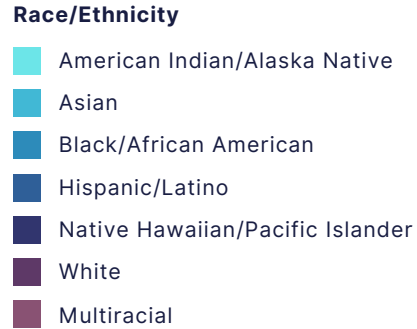 Race/Ethnicity
American Indian/Alaska Native
Asian
Black/African American
Hispanic/Latino
Native Hawaiian/Pacific Islander
White
Multiracial